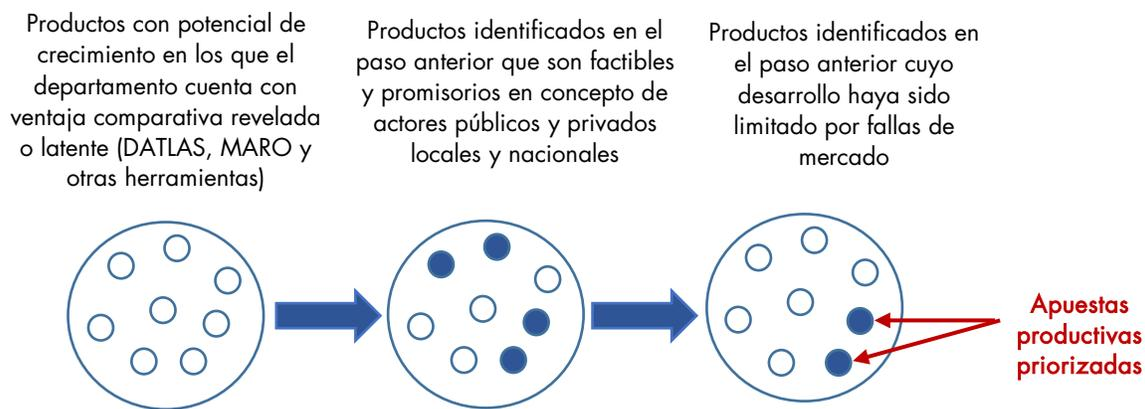 Productos con potencial de
crecimiento en los que el
departamento cuenta con
ventaja comparativa revelada
o latente (DATLAS, MARO y
otras herramientas)
Productos identificados en el
paso anterior que son factibles
y promisorios en concepto de
actores públicos y privados
locales y nacionales
Productos identificados en
el paso anterior cuyo
desarrollo haya sido
limitado por fallas de
mercado
Apuestas
productivas
priorizadas